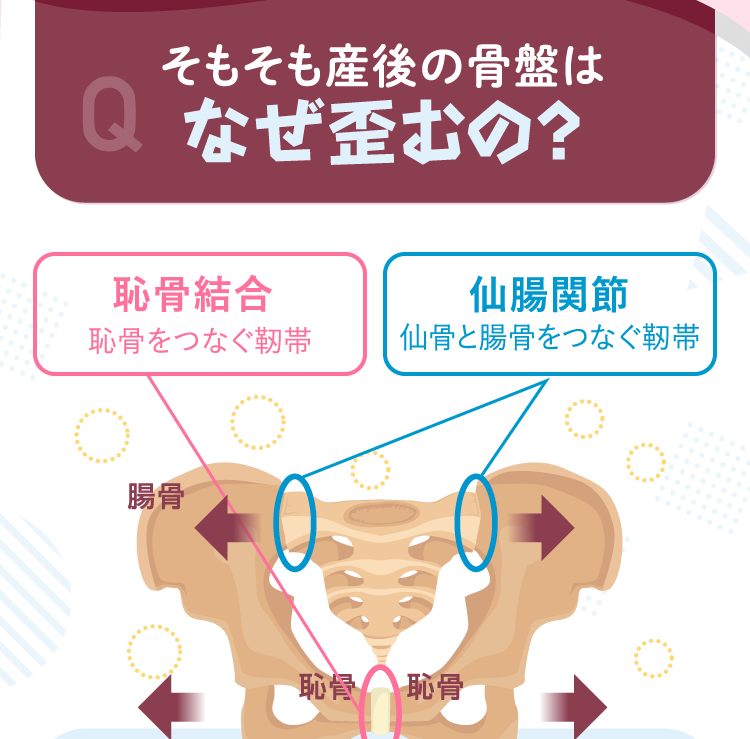 Q
そもそも産後の骨盤は
なぜ歪むの?
恥骨結合
恥骨をつなぐ靭帯
仙腸関節
仙骨と腸骨をつなぐ靭帯
腸骨
恥骨
恥骨